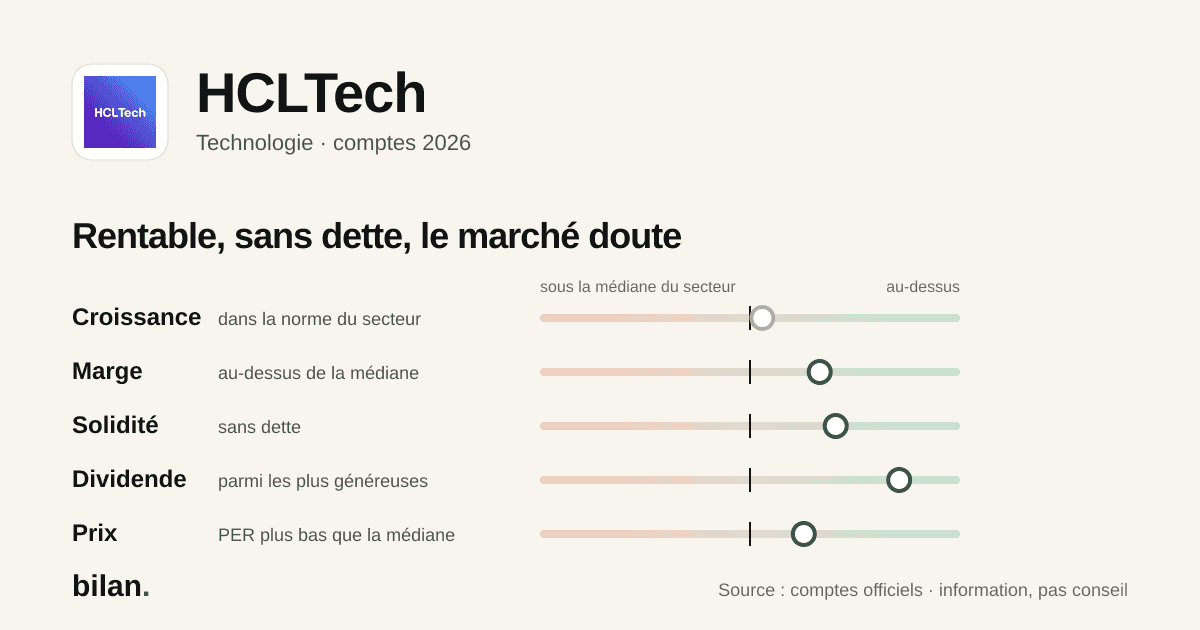 HCLTech
HCLTech
Technologie · comptes 2026
Rentable, sans dette, le marché doute
sous la médiane du secteur au-dessus
Croissance dans la norme du secteur
Marge au-dessus de la médiane
Solidité sans dette
Dividende parmi les plus généreuses
Prix PER plus bas que la médiane
bilan.
Source : comptes officiels · information, pas conseil